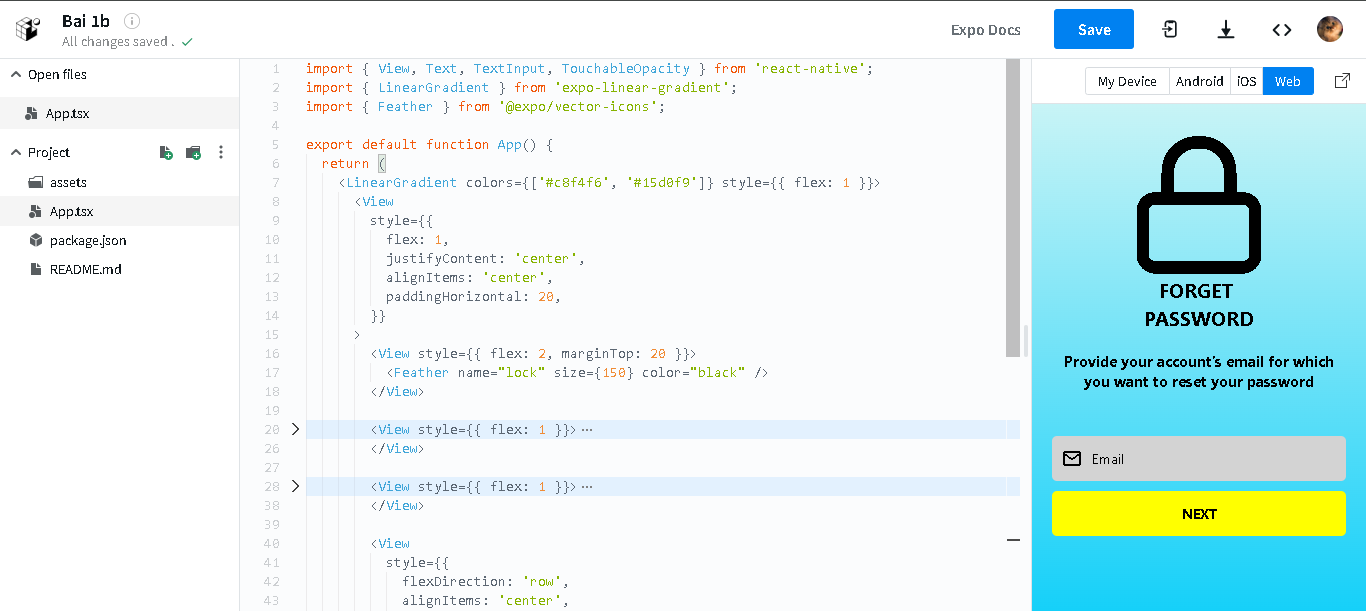 Bai 1b
All changes saved .
Expo Docs
Save
Open files
App.tsx
Project
assets
App.tsx
package.json
README.md
1 import { View, Text, TextInput, TouchableOpacity } from 'react-native';
2 import { LinearGradient } from 'expo-linear-gradient';
3 import { Feather } from '@expo/vector-icons';
4
5 export default function App() {
6 return (
7 <LinearGradient colors={['#c8f4f6', '#15d0f9']} style={{ flex: 1 }}>
8 <View
9 style={{
10 flex: 1,
11 justifyContent: 'center',
12 alignItems: 'center',
13 paddingHorizontal: 20,
14 }}
15 >
16 <View style={{ flex: 2, marginTop: 20 }}>
17 <Feather name="lock" size={150} color="black" />
18 </View>
19
20 <View style={{ flex: 1 }}> ⋯
26 </View>
27
28 <View style={{ flex: 1 }}> ⋯
38 </View>
39
40 <View
41 style={{
42 flexDirection: 'row',
43 alignItems: 'center',
My Device Android iOS Web
FORGET
PASSWORD
Provide your account's email for which
you want to reset your password
Email
NEXT